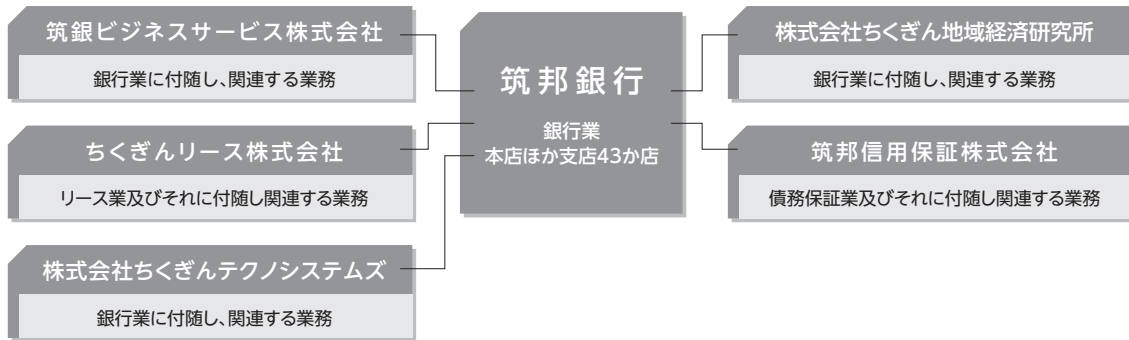 筑銀ビジネスサービス株式会社
銀行業に付随し、関連する業務
ちくぎんリース株式会社
リース業及びそれに付随し関連する業務
株式会社ちくぎんテクノシステムズ
銀行業に付随し、関連する業務
筑邦銀行
銀行業
本店ほか支店43か店
株式会社ちくぎん地域経済研究所
銀行業に付随し、関連する業務
筑邦信用保証株式会社
債務保証業及びそれに付随し関連する業務